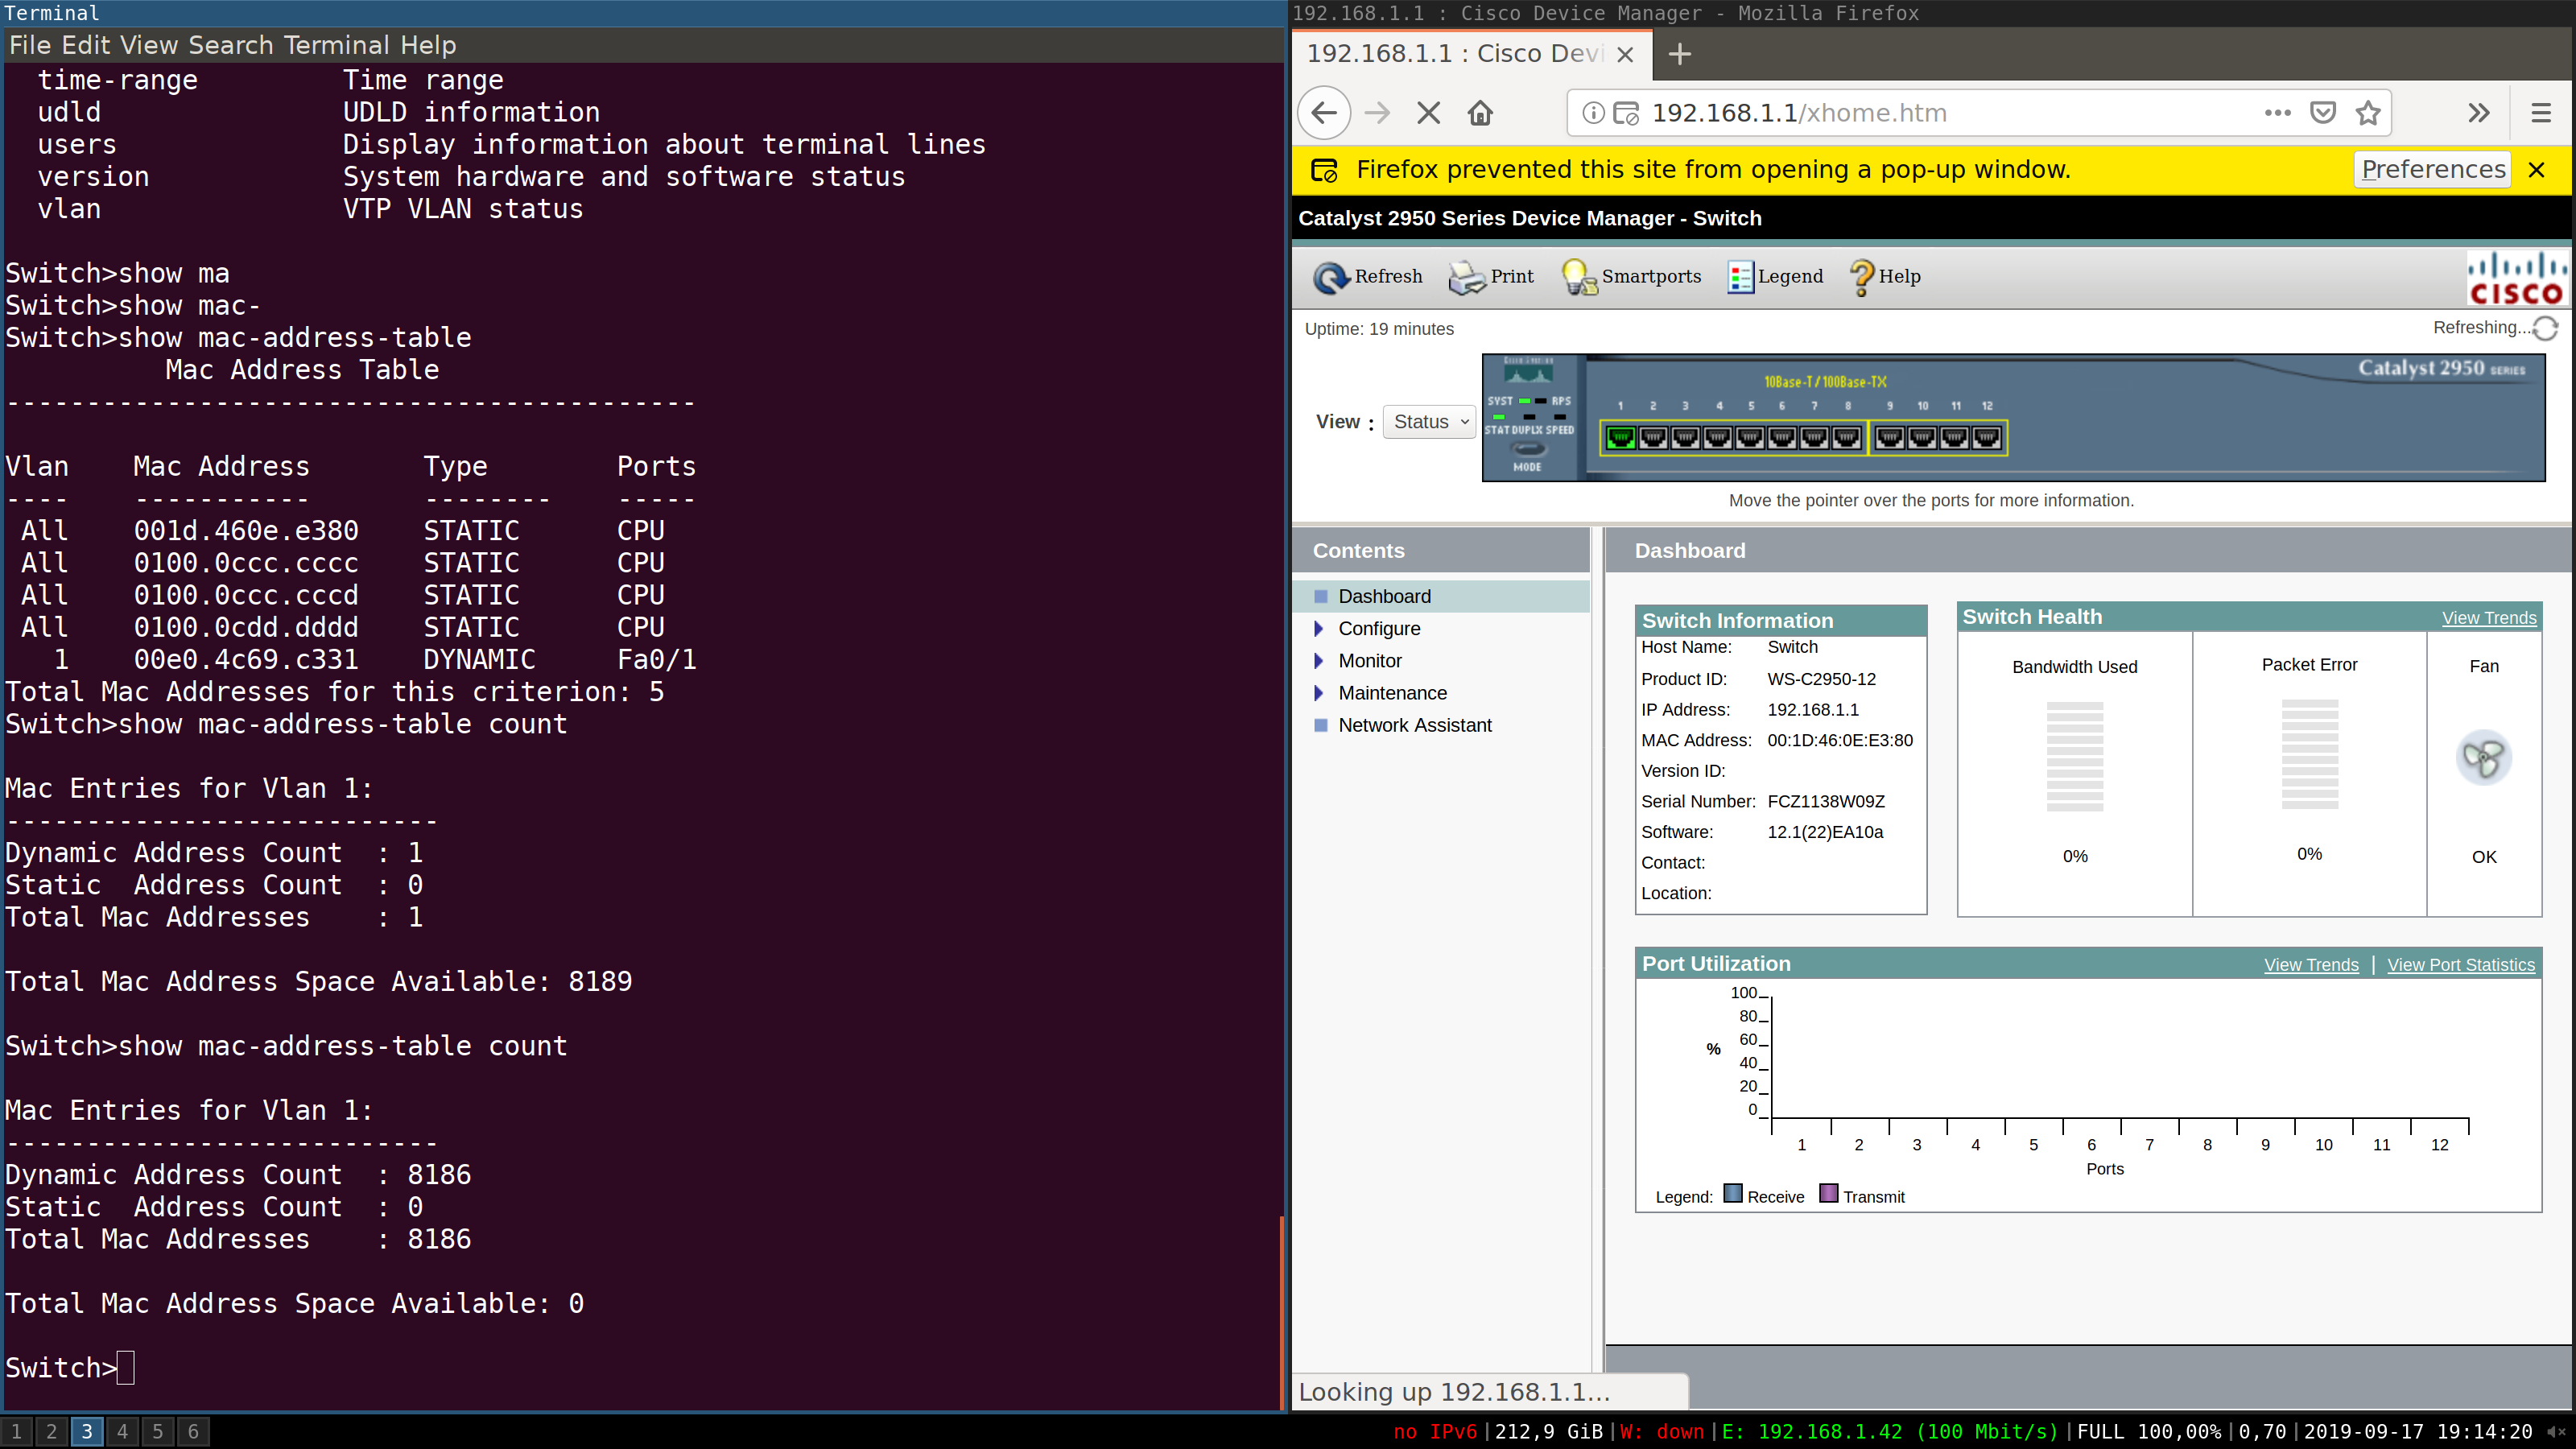 Terminal
File Edit View Search Terminal Help
time-range Time range
udld UDLD information
users Display information about terminal lines
version System hardware and software status
vlan VTP VLAN status
Switch>show ma
Switch>show mac-
Switch>show mac-address-table
Mac Address Table
-------------------------------------------
Vlan Mac Address Type Ports
---- ----------- -------- -----
All 001d.460e.e380 STATIC CPU
All 0100.0ccc.cccc STATIC CPU
All 0100.0ccc.cccd STATIC CPU
All 0100.0cdd.dddd STATIC CPU
1 00e0.4c69.c331 DYNAMIC Fa0/1
Total Mac Addresses for this criterion: 5
Switch>show mac-address-table count
Mac Entries for Vlan 1:
---------------------------
Dynamic Address Count : 1
Static Address Count : 0
Total Mac Addresses : 1
Total Mac Address Space Available: 8189
Switch>show mac-address-table count
Mac Entries for Vlan 1:
---------------------------
Dynamic Address Count : 8186
Static Address Count : 0
Total Mac Addresses : 8186
Total Mac Address Space Available: 0
Switch>
192.168.1.1 : Cisco Device Manager - Mozilla Firefox
192.168.1.1 : Cisco Devi
192.168.1.1/xhome.htm
Firefox prevented this site from opening a pop-up window.
Preferences
Catalyst 2950 Series Device Manager - Switch
Refresh Print Smartports Legend Help
CISCO
Uptime: 19 minutes
Refreshing...
View : Status
Catalyst 2950 SERIES
10Base-T / 100Base-TX
SYST RPS
1 2 3 4 5 6 7 8 9 10 11 12
STAT DUPLX SPEED
MODE
Move the pointer over the ports for more information.
Contents
Dashboard
Configure
Monitor
Maintenance
Network Assistant
Dashboard
Switch Information
Host Name: Switch
Product ID: WS-C2950-12
IP Address: 192.168.1.1
MAC Address: 00:1D:46:0E:E3:80
Version ID:
Serial Number: FCZ1138W09Z
Software: 12.1(22)EA10a
Contact:
Location:
Switch Health View Trends
Bandwidth Used Packet Error Fan
0% 0% OK
Port Utilization View Trends | View Port Statistics
100
80
60
%
40
20
0
1 2 3 4 5 6 7 8 9 10 11 12
Ports
Legend: Receive Transmit
Looking up 192.168.1.1...
1 2 3 4 5 6
no IPv6|212,9 GiB|W: down|E: 192.168.1.42 (100 Mbit/s)|FULL 100,00%|0,70|2019-09-17 19:14:20